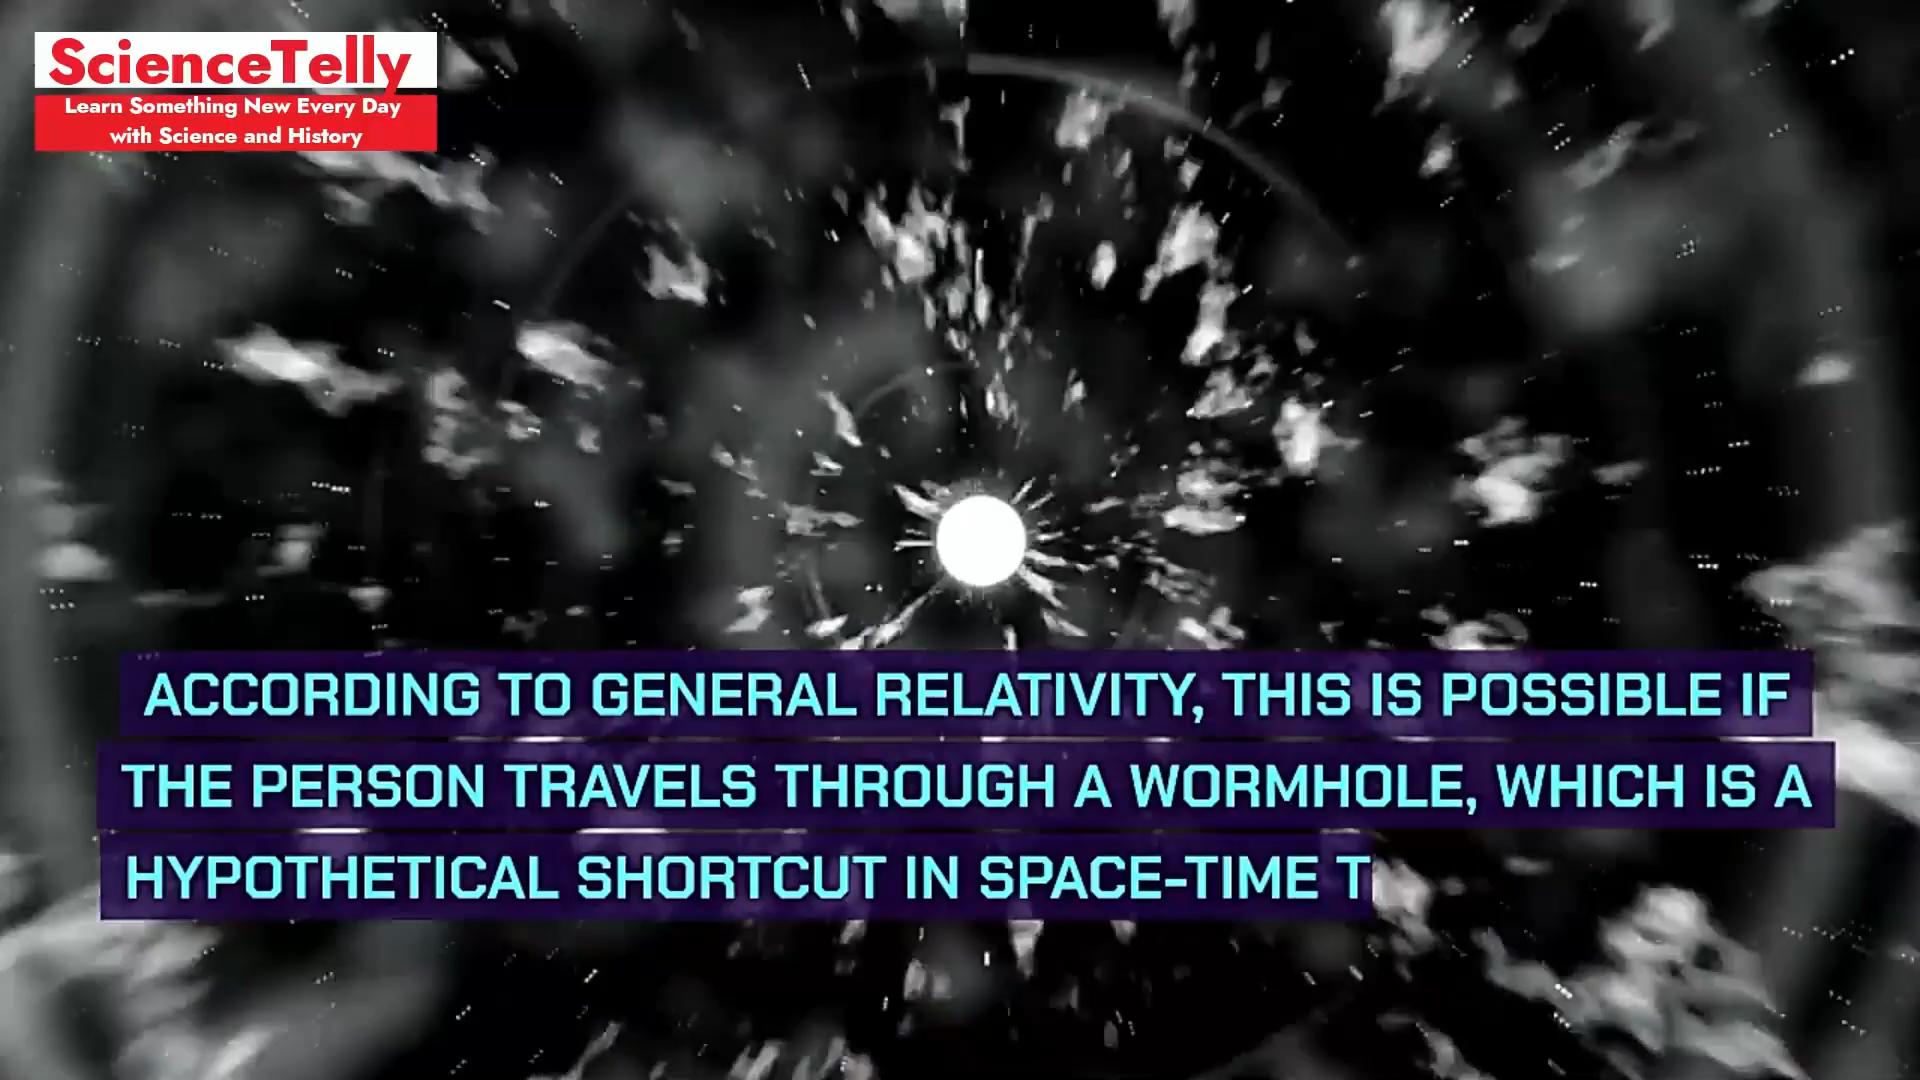 ScienceTelly
Learn Something New Every Day
with Science and History
ACCORDING TO GENERAL RELATIVITY, THIS IS POSSIBLE IF
THE PERSON TRAVELS THROUGH A WORMHOLE, WHICH IS A
HYPOTHETICAL SHORTCUT IN SPACE-TIME T